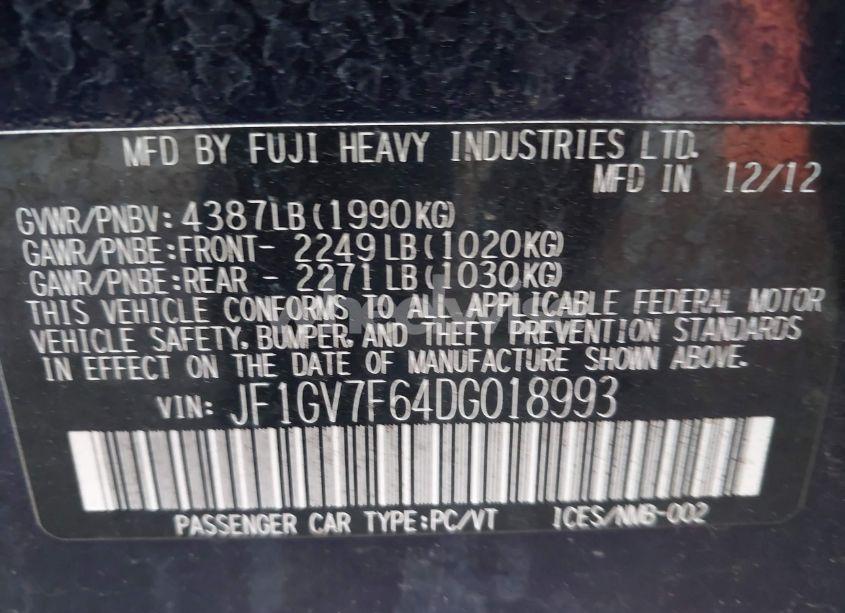 MFD BY FUJI HEAVY INDUSTRIES LTD.
MFD IN 12/12
GVWR/PNBV: 4387LB(1990KG)
GAWR/PNBE:FRONT- 2249LB(1020KG)
GAWR/PNBE:REAR - 2271LB(1030KG)
THIS VEHICLE CONFORMS TO ALL APPLICABLE FEDERAL MOTOR
VEHICLE SAFETY, BUMPER, AND THEFT PREVENTION STANDARDS
IN EFFECT ON THE DATE OF MANUFACTURE SHOWN ABOVE.
VIN: JF1GV7F64DG018993
PASSENGER CAR TYPE:PC/VT ICES/NMB-002